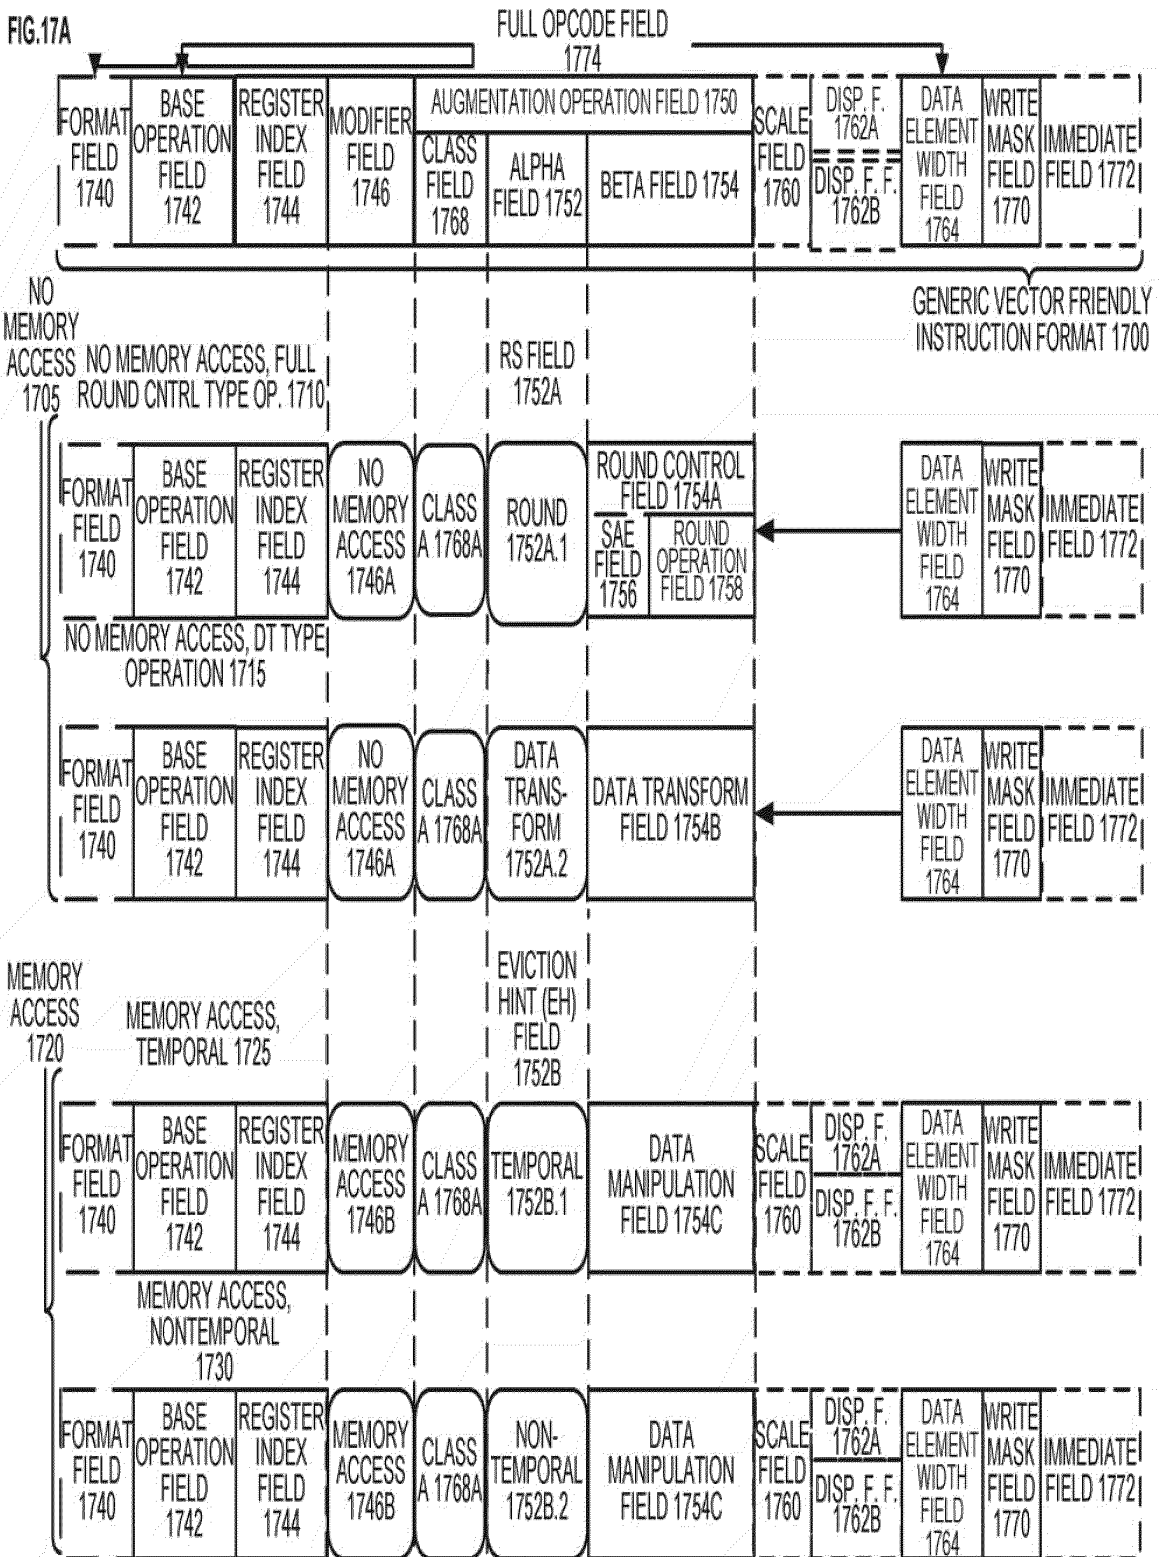 FIG.17A
FULL OPCODE FIELD
1774
FORMAT
FIELD
1740
BASE
OPERATION
FIELD
1742
REGISTER
INDEX
FIELD
1744
MODIFIER
FIELD
1746
AUGMENTATION OPERATION FIELD 1750
CLASS
FIELD
1768
ALPHA
FIELD 1752
BETA FIELD 1754
SCALE
FIELD
1760
DISP. F.
1762A
DISP. F. F.
1762B
DATA
ELEMENT
WIDTH
FIELD
1764
WRITE
MASK
FIELD
1770
IMMEDIATE
FIELD 1772
GENERIC VECTOR FRIENDLY
INSTRUCTION FORMAT 1700
NO
MEMORY
ACCESS
1705
NO MEMORY ACCESS, FULL
ROUND CNTRL TYPE OP. 1710
RS FIELD
1752A
FORMAT
FIELD
1740
BASE
OPERATION
FIELD
1742
REGISTER
INDEX
FIELD
1744
NO
MEMORY
ACCESS
1746A
CLASS
A 1768A
ROUND
1752A.1
ROUND CONTROL
FIELD 1754A
SAE
FIELD
1756
ROUND
OPERATION
FIELD 1758
DATA
ELEMENT
WIDTH
FIELD
1764
WRITE
MASK
FIELD
1770
IMMEDIATE
FIELD 1772
NO MEMORY ACCESS, DT TYPE
OPERATION 1715
FORMAT
FIELD
1740
BASE
OPERATION
FIELD
1742
REGISTER
INDEX
FIELD
1744
NO
MEMORY
ACCESS
1746A
CLASS
A 1768A
DATA
TRANS-
FORM
1752A.2
DATA TRANSFORM
FIELD 1754B
DATA
ELEMENT
WIDTH
FIELD
1764
WRITE
MASK
FIELD
1770
IMMEDIATE
FIELD 1772
MEMORY
ACCESS
1720
MEMORY ACCESS,
TEMPORAL 1725
EVICTION
HINT (EH)
FIELD
1752B
FORMAT
FIELD
1740
BASE
OPERATION
FIELD
1742
REGISTER
INDEX
FIELD
1744
MEMORY
ACCESS
1746B
CLASS
A 1768A
TEMPORAL
1752B.1
DATA
MANIPULATION
FIELD 1754C
SCALE
FIELD
1760
DISP. F.
1762A
DISP. F. F.
1762B
DATA
ELEMENT
WIDTH
FIELD
1764
WRITE
MASK
FIELD
1770
IMMEDIATE
FIELD 1772
MEMORY ACCESS,
NONTEMPORAL
1730
FORMAT
FIELD
1740
BASE
OPERATION
FIELD
1742
REGISTER
INDEX
FIELD
1744
MEMORY
ACCESS
1746B
CLASS
A 1768A
NON-
TEMPORAL
1752B.2
DATA
MANIPULATION
FIELD 1754C
SCALE
FIELD
1760
DISP. F.
1762A
DISP. F. F.
1762B
DATA
ELEMENT
WIDTH
FIELD
1764
WRITE
MASK
FIELD
1770
IMMEDIATE
FIELD 1772